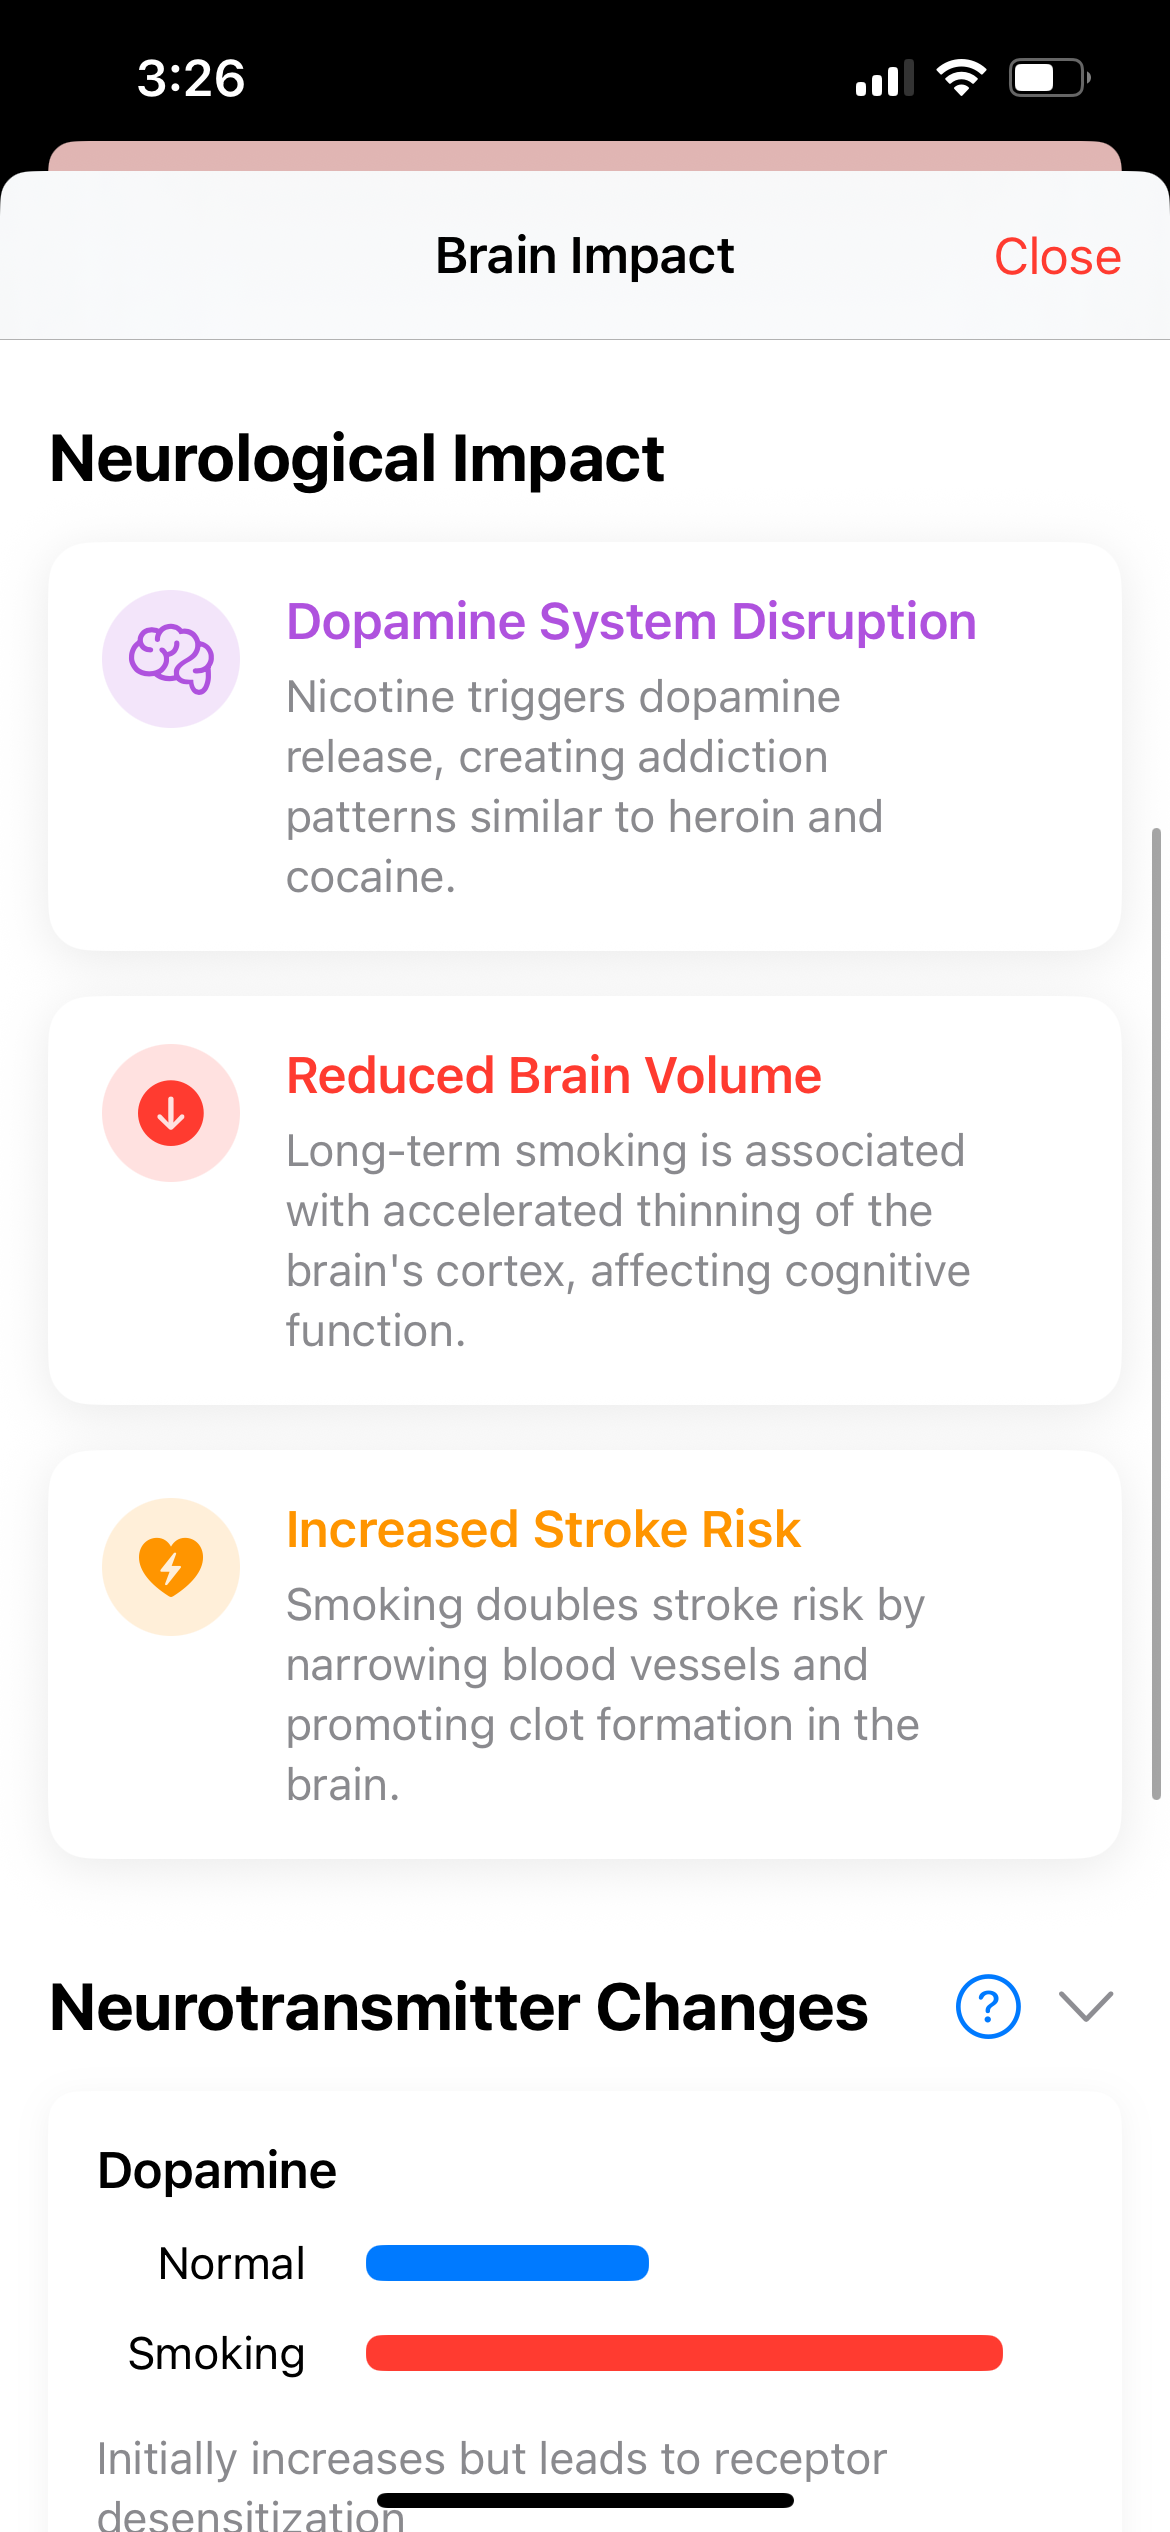 3:26
Brain Impact
Close
Neurological Impact
Dopamine System Disruption
Nicotine triggers dopamine
release, creating addiction
patterns similar to heroin and
cocaine.
Reduced Brain Volume
Long-term smoking is associated
with accelerated thinning of the
brain's cortex, affecting cognitive
function.
Increased Stroke Risk
Smoking doubles stroke risk by
narrowing blood vessels and
promoting clot formation in the
brain.
Neurotransmitter Changes
?
Dopamine
Normal
Smoking
Initially increases but leads to receptor
desensitization